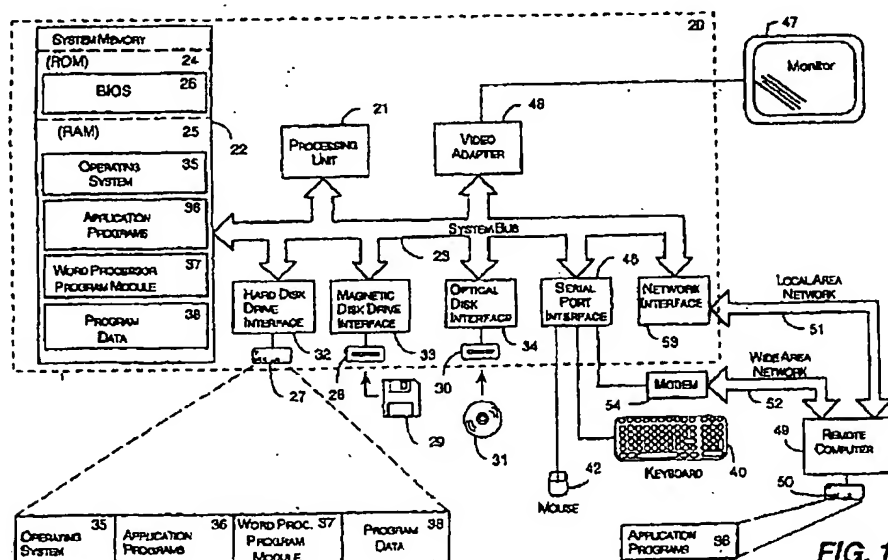 SYSTEM MEMORY
(ROM) 24
BIOS 26
(RAM) 25
OPERATING SYSTEM 35
APPLICATION PROGRAMS 36
WORD PROCESSOR PROGRAM MODULE 37
PROGRAM DATA 38
22
20
21
PROCESSING UNIT
48
VIDEO ADAPTER
47
Monitor
SYSTEM BUS
23
HARD DISK DRIVE INTERFACE
32
MAGNETIC DISK DRIVE INTERFACE
33
OPTICAL DISK INTERFACE
34
46
SERIAL PORT INTERFACE
NETWORK INTERFACE
53
LOCAL AREA NETWORK
51
WIDE AREA NETWORK
52
MODEM
54
27
28
29
30
31
42
MOUSE
KEYBOARD
40
49
REMOTE COMPUTER
50
OPERATING SYSTEM 35
APPLICATION PROGRAMS 36
WORD PROC. PROGRAM MODULE 37
PROGRAM DATA 38
APPLICATION PROGRAMS 36
FIG. 1